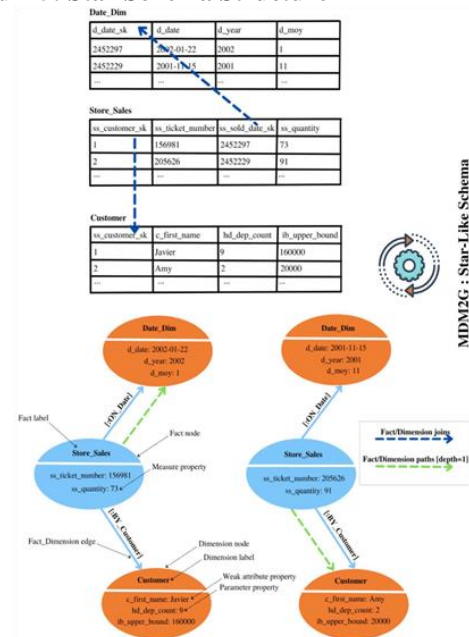 Date_Dim
d_date_sk d_date d_year d_moy
2452297 2002-01-22 2002 1
2452229 2001-11-15 2001 11
... ... ... ...
Store_Sales
ss_customer_sk ss_ticket_number ss_sold_date_sk ss_quantity
1 156981 2452297 73
2 205626 2452229 91
... ... ... ...
Customer
ss_customer_sk c_first_name hd_dep_count ib_upper_bound
1 Javier 9 160000
2 Amy 2 20000
... ... ... ...
MDM2G : Star-Like Schema
Date_Dim
d_date: 2002-01-22
d_year: 2002
d_moy: 1
Date_Dim
d_date: 2001-11-15
d_year: 2001
d_moy: 11
[:ON_Date]
[:ON_Date]
Fact label
Fact node
Store_Sales
ss_ticket_number: 156981
ss_quantity: 73
Measure property
Store_Sales
ss_ticket_number: 205626
ss_quantity: 91
Fact/Dimension joins
Fact/Dimension paths [depth=1]
[:BY_Customer]
[:BY_Customer]
Fact_Dimension edge
Dimension node
Dimension label
Weak attribute property
Parameter property
Customer
c_first_name: Javier
hd_dep_count: 9
ib_upper_bound: 160000
Customer
c_first_name: Amy
hd_dep_count: 2
ib_upper_bound: 20000